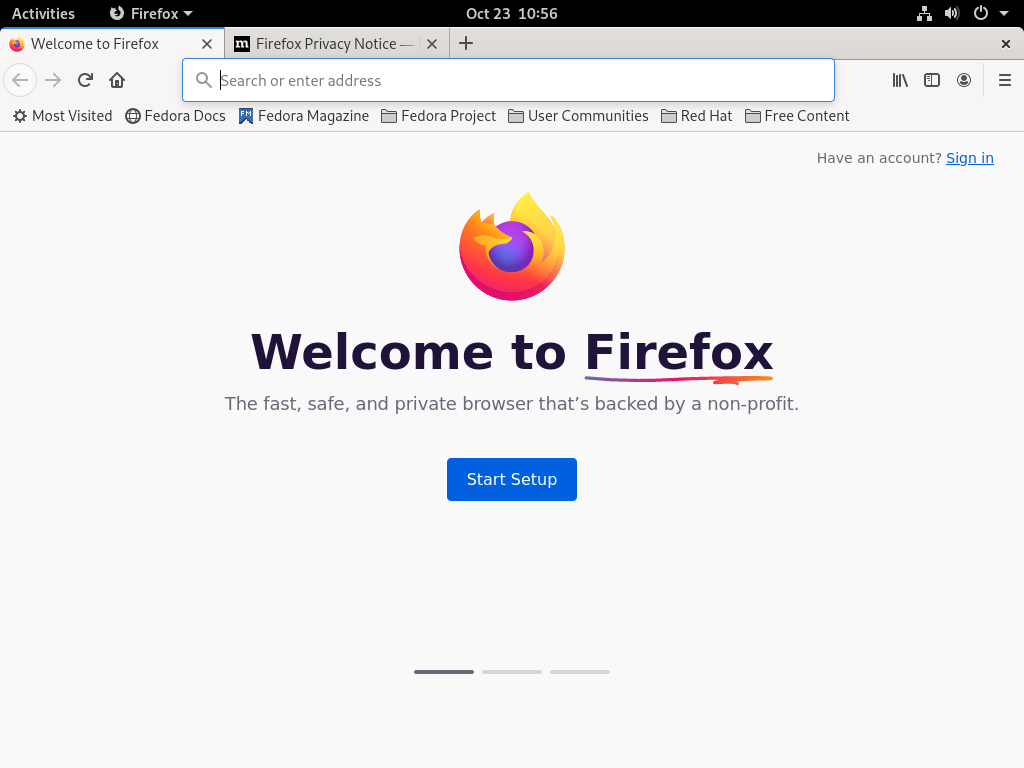 Activities Firefox Oct 23 10:56
Welcome to Firefox m Firefox Privacy Notice —
Search or enter address
Most Visited Fedora Docs FM Fedora Magazine Fedora Project User Communities Red Hat Free Content
Have an account? Sign in
Welcome to Firefox
The fast, safe, and private browser that’s backed by a non-profit.
Start Setup